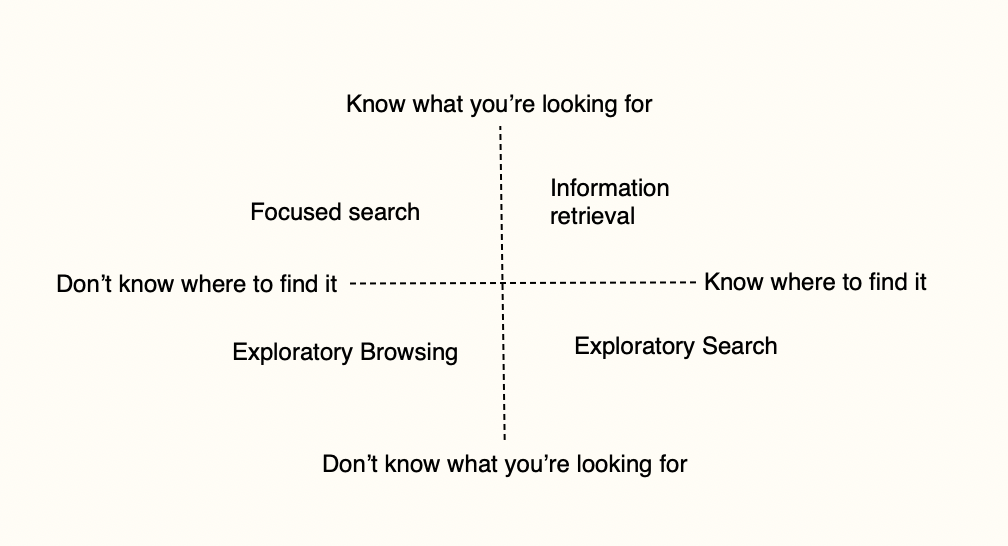 Know what you’re looking for
Information
retrieval
Focused search
Don’t know where to find it
Know where to find it
Exploratory Browsing
Exploratory Search
Don’t know what you’re looking for